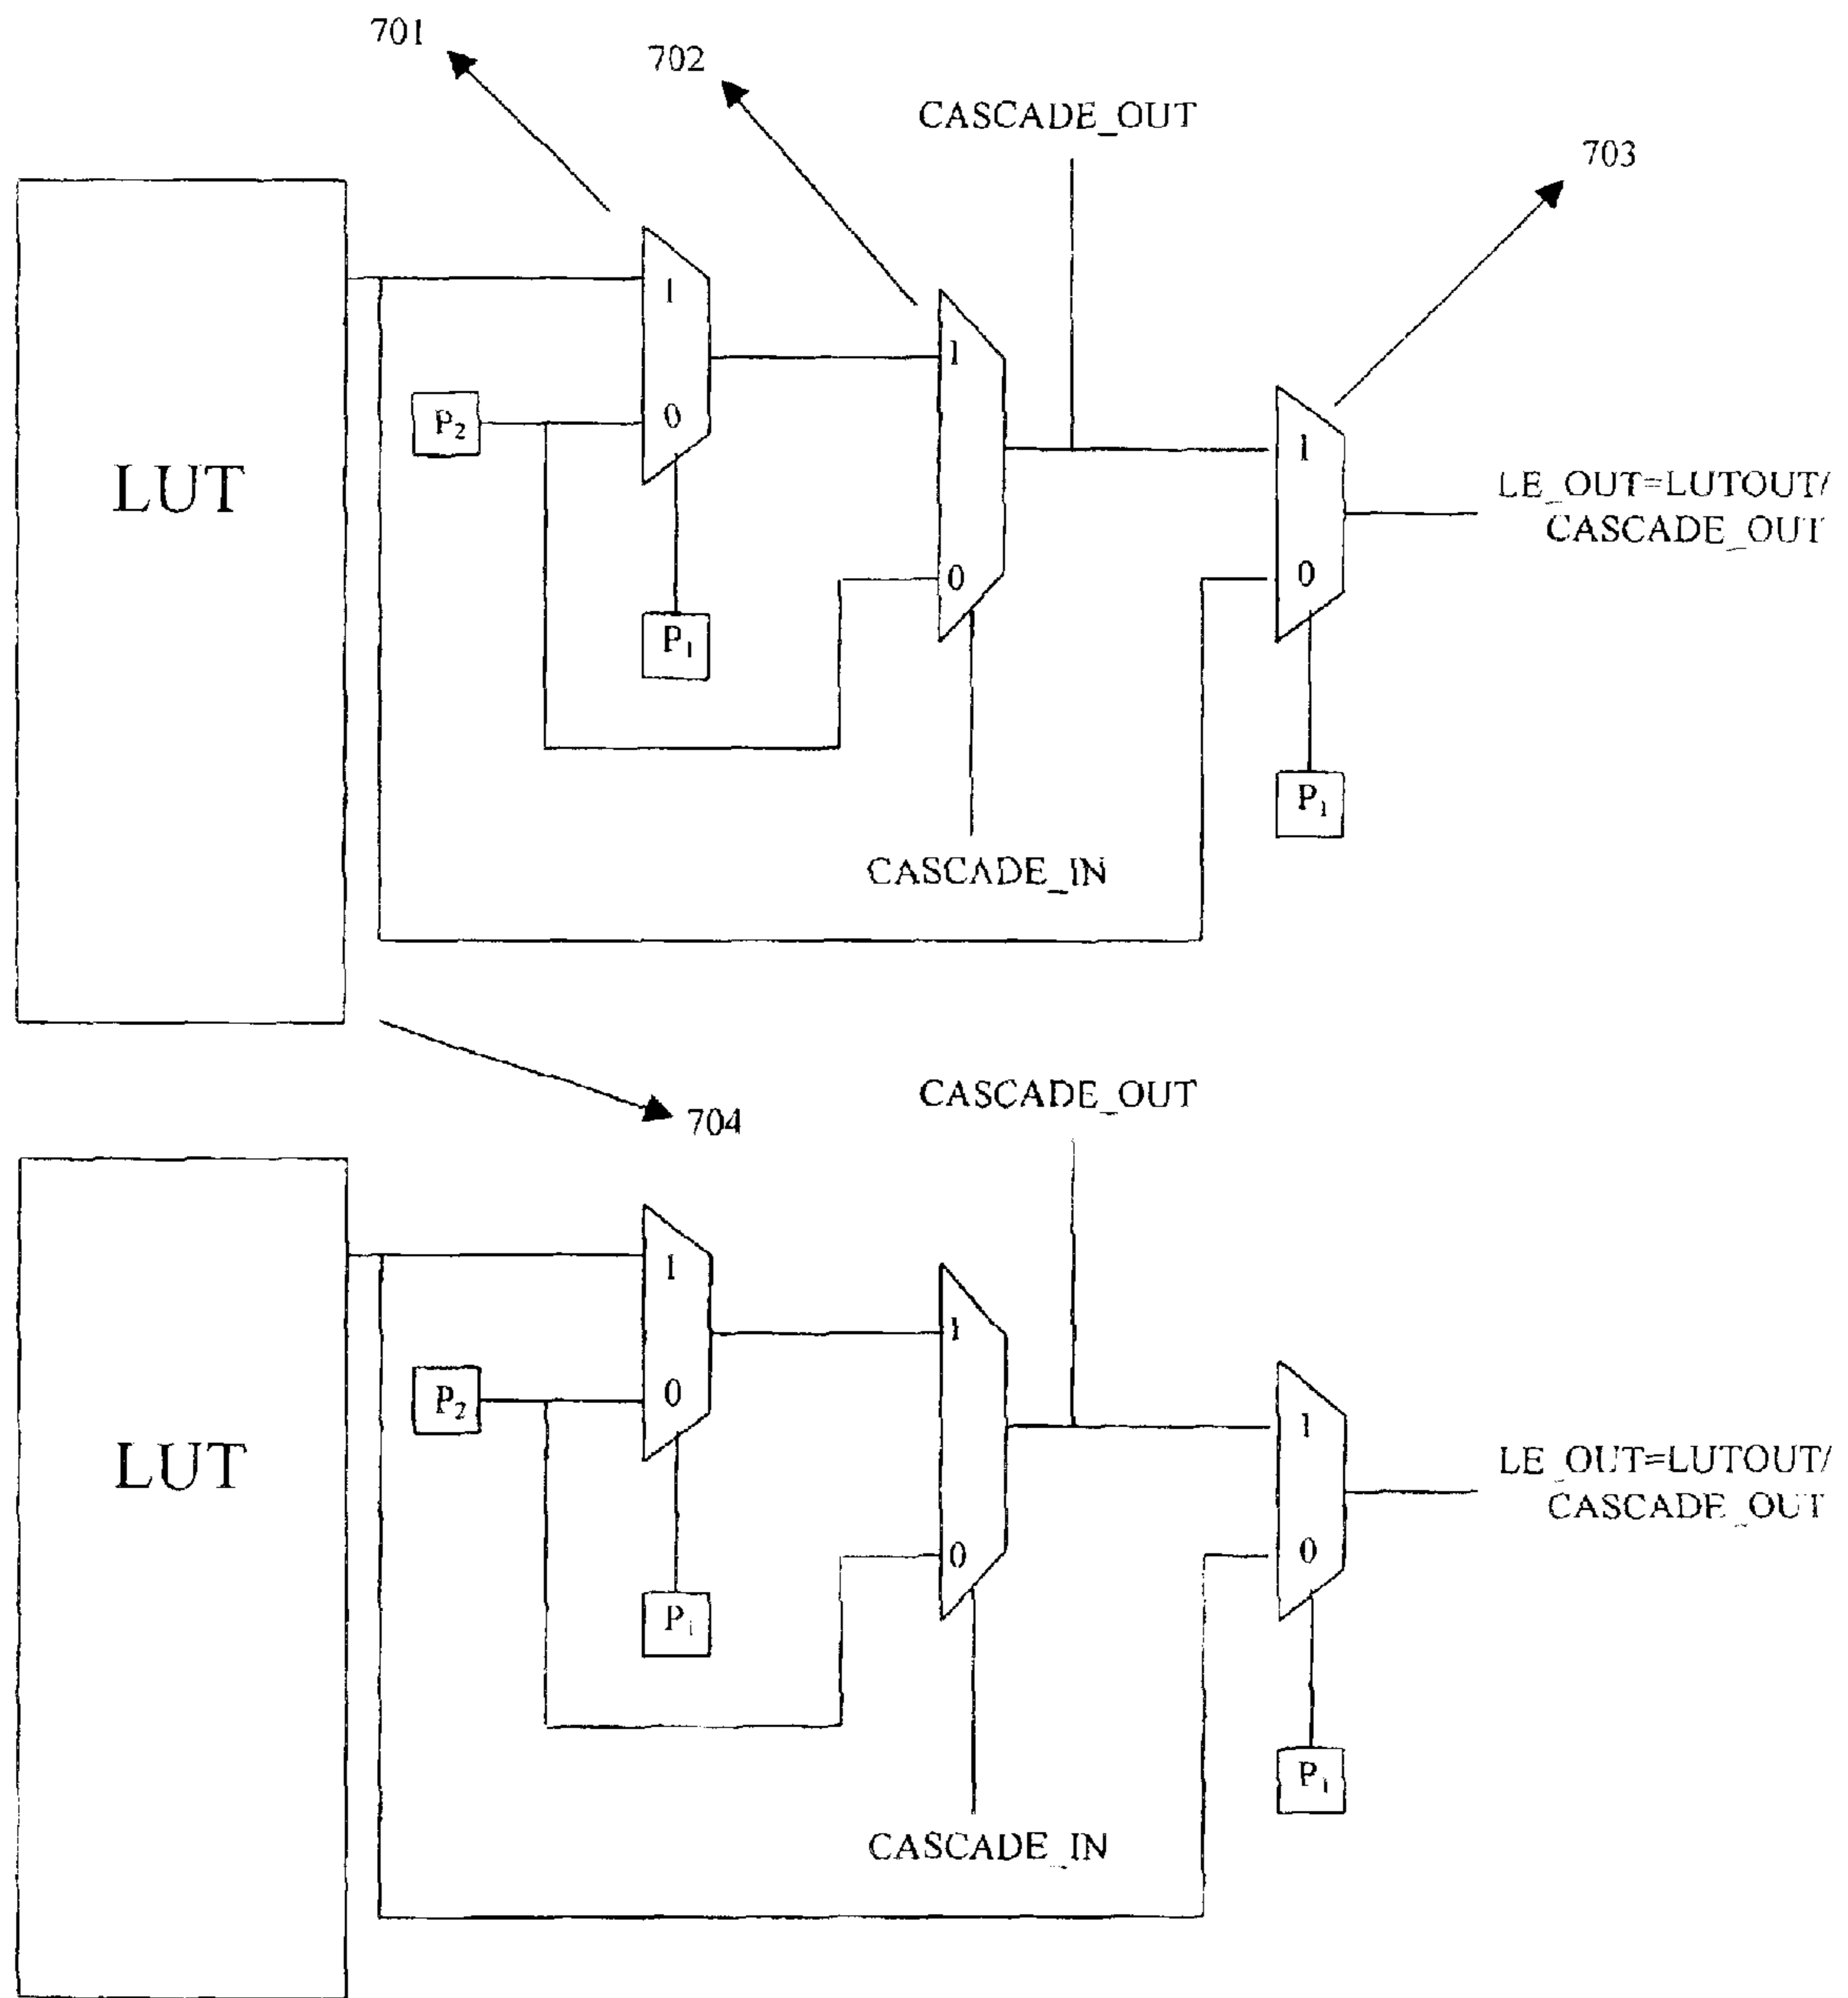 701
702
CASCADE_OUT
703
1
1
P2
0
1
LUT
LE_OUT=LUTOUT/
CASCADE_OUT
0
0
P1
P1
CASCADE_IN
CASCADE_OUT
704
1
1
P2
0
1
LUT
LE_OUT=LUTOUT/
CASCADE_OUT
0
0
P1
P1
CASCADE_IN